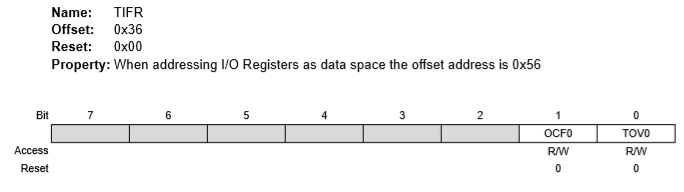 Name: TIFR
Offset: 0x36
Reset: 0x00
Property: When addressing I/O Registers as data space the offset address is 0x56
Bit 7 6 5 4 3 2 1 0
OCF0 TOV0
Access R/W R/W
Reset 0 0